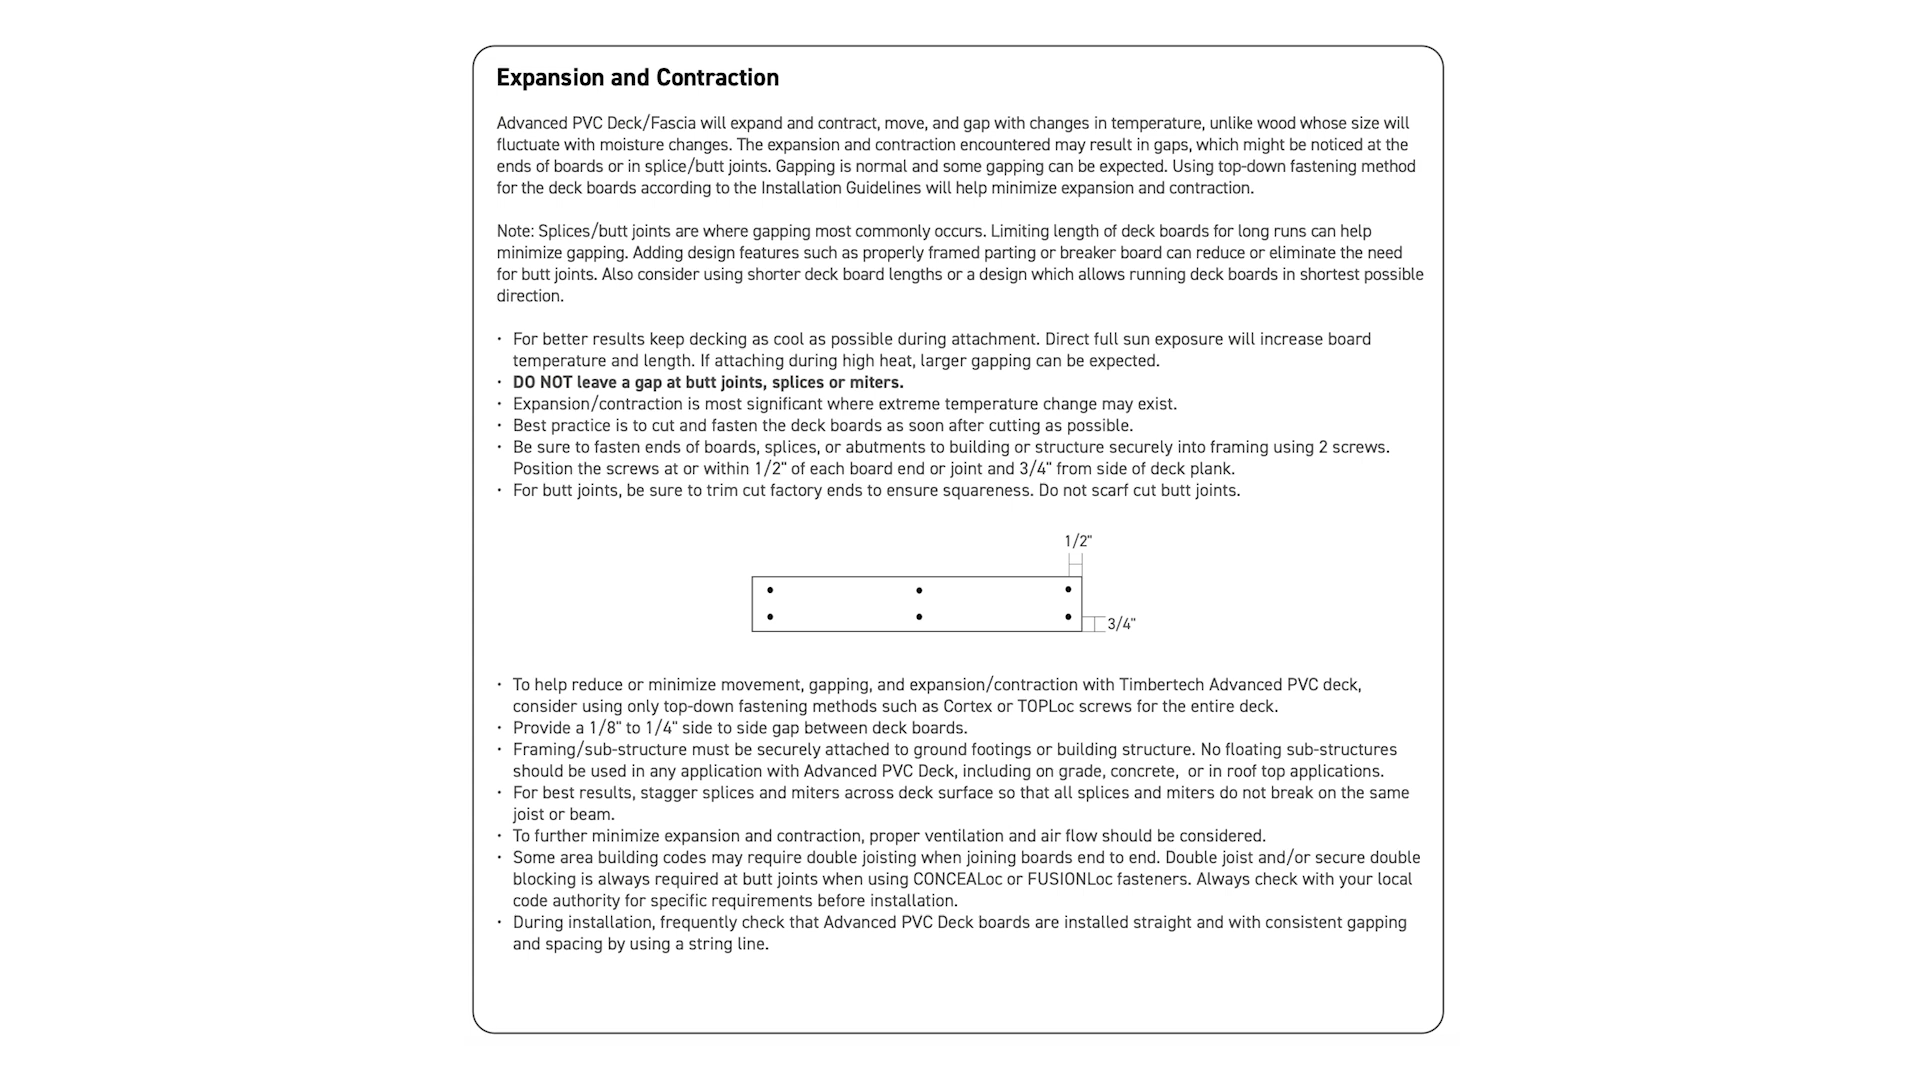 Expansion and Contraction
Advanced PVC Deck/Fascia will expand and contract, move, and gap with changes in temperature, unlike wood whose size will
fluctuate with moisture changes. The expansion and contraction encountered may result in gaps, which might be noticed at the
ends of boards or in splice/butt joints. Gapping is normal and some gapping can be expected. Using top-down fastening method
for the deck boards according to the Installation Guidelines will help minimize expansion and contraction.
Note: Splices/butt joints are where gapping most commonly occurs. Limiting length of deck boards for long runs can help
minimize gapping. Adding design features such as properly framed parting or breaker board can reduce or eliminate the need
for butt joints. Also consider using shorter deck board lengths or a design which allows running deck boards in shortest possible
direction.
· For better results keep decking as cool as possible during attachment. Direct full sun exposure will increase board
temperature and length. If attaching during high heat, larger gapping can be expected.
· DO NOT leave a gap at butt joints, splices or miters.
· Expansion/contraction is most significant where extreme temperature change may exist.
· Best practice is to cut and fasten the deck boards as soon after cutting as possible.
· Be sure to fasten ends of boards, splices, or abutments to building or structure securely into framing using 2 screws.
Position the screws at or within 1/2" of each board end or joint and 3/4" from side of deck plank.
· For butt joints, be sure to trim cut factory ends to ensure squareness. Do not scarf cut butt joints.
1/2"
3/4"
· To help reduce or minimize movement, gapping, and expansion/contraction with Timbertech Advanced PVC deck,
consider using only top-down fastening methods such as Cortex or TOPLoc screws for the entire deck.
· Provide a 1/8" to 1/4" side to side gap between deck boards.
· Framing/sub-structure must be securely attached to ground footings or building structure. No floating sub-structures
should be used in any application with Advanced PVC Deck, including on grade, concrete, or in roof top applications.
· For best results, stagger splices and miters across deck surface so that all splices and miters do not break on the same
joist or beam.
· To further minimize expansion and contraction, proper ventilation and air flow should be considered.
· Some area building codes may require double joisting when joining boards end to end. Double joist and/or secure double
blocking is always required at butt joints when using CONCEALoc or FUSIONLoc fasteners. Always check with your local
code authority for specific requirements before installation.
· During installation, frequently check that Advanced PVC Deck boards are installed straight and with consistent gapping
and spacing by using a string line.